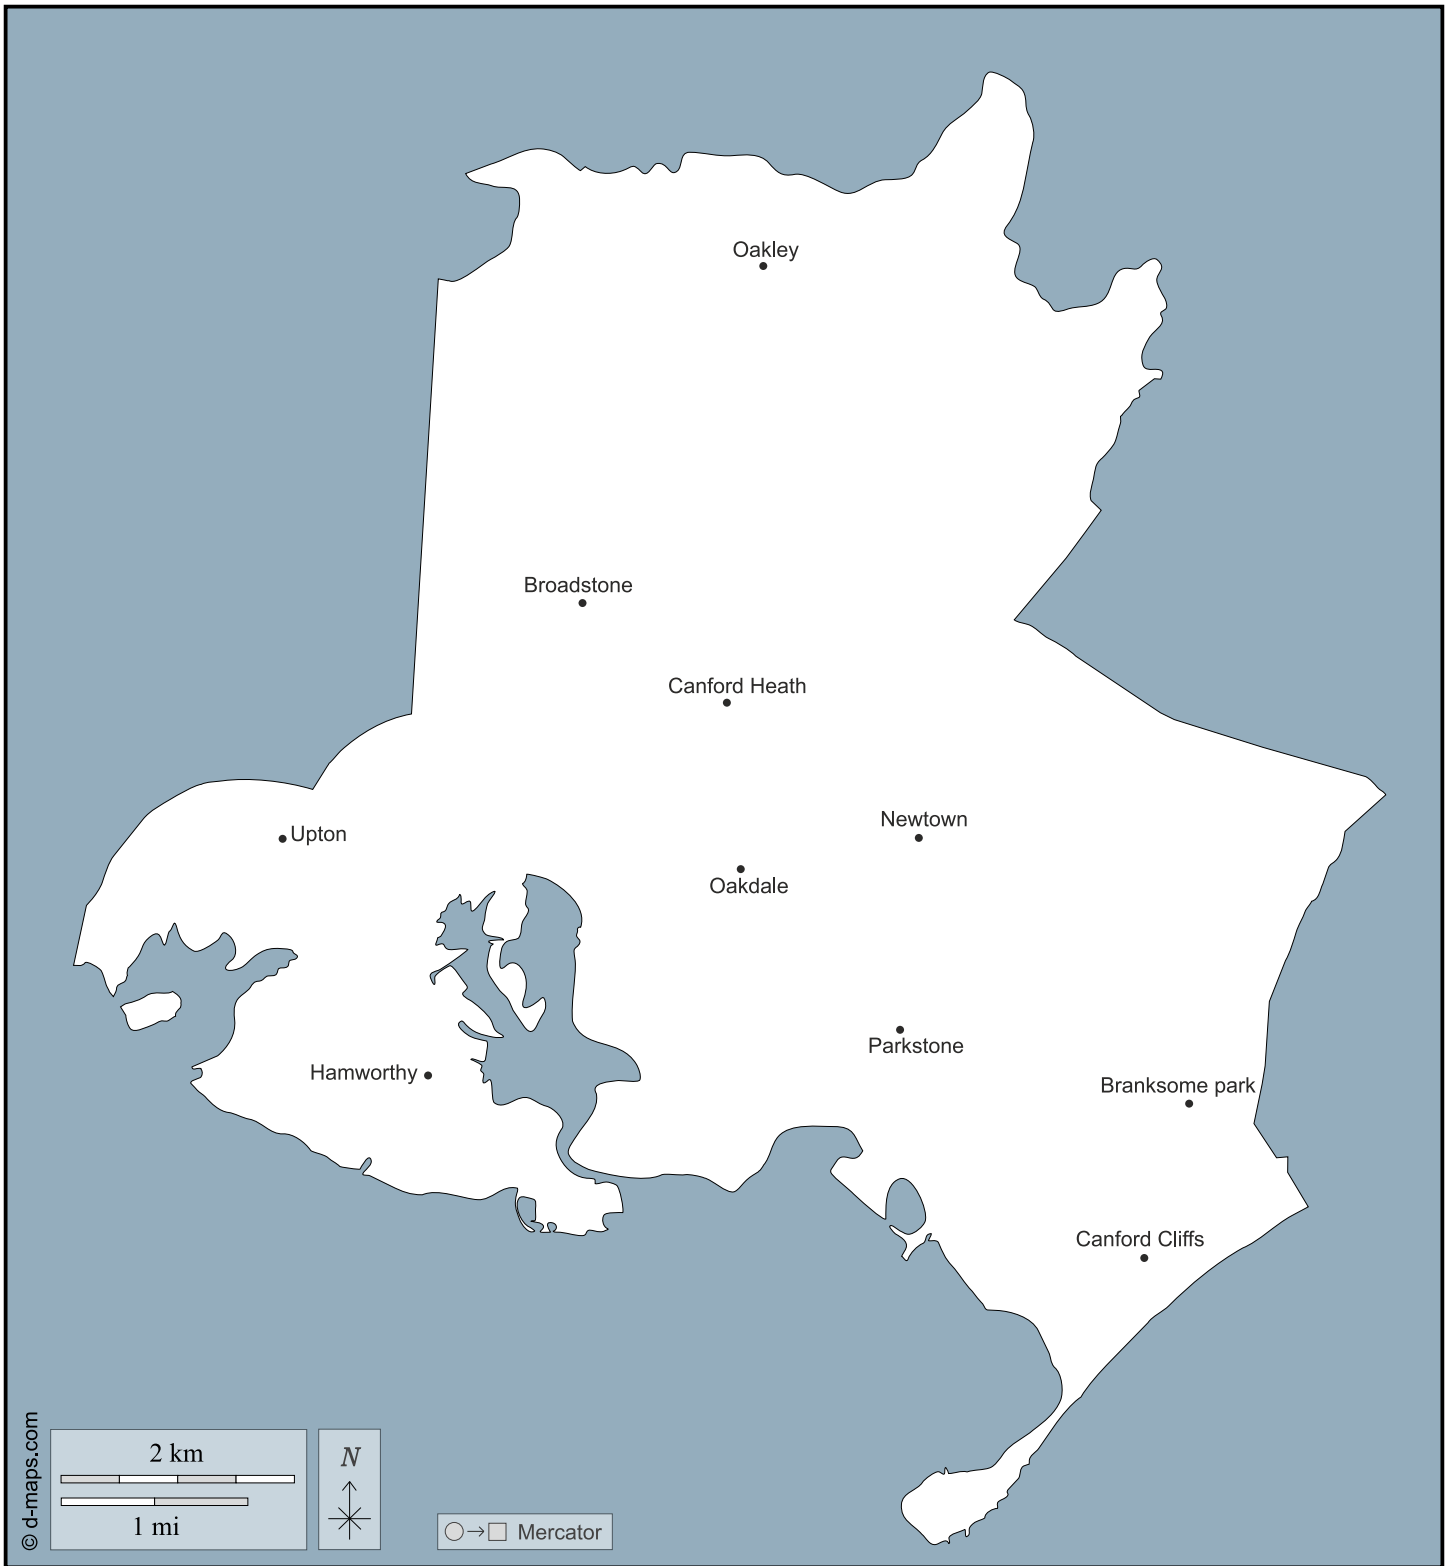 Oakley
Broadstone
Canford Heath
Newtown
Upton
Oakdale
Parkstone
Hamworthy
Branksome park
Canford Cliffs
© d-maps.com
2 km
1 mi
N
Mercator